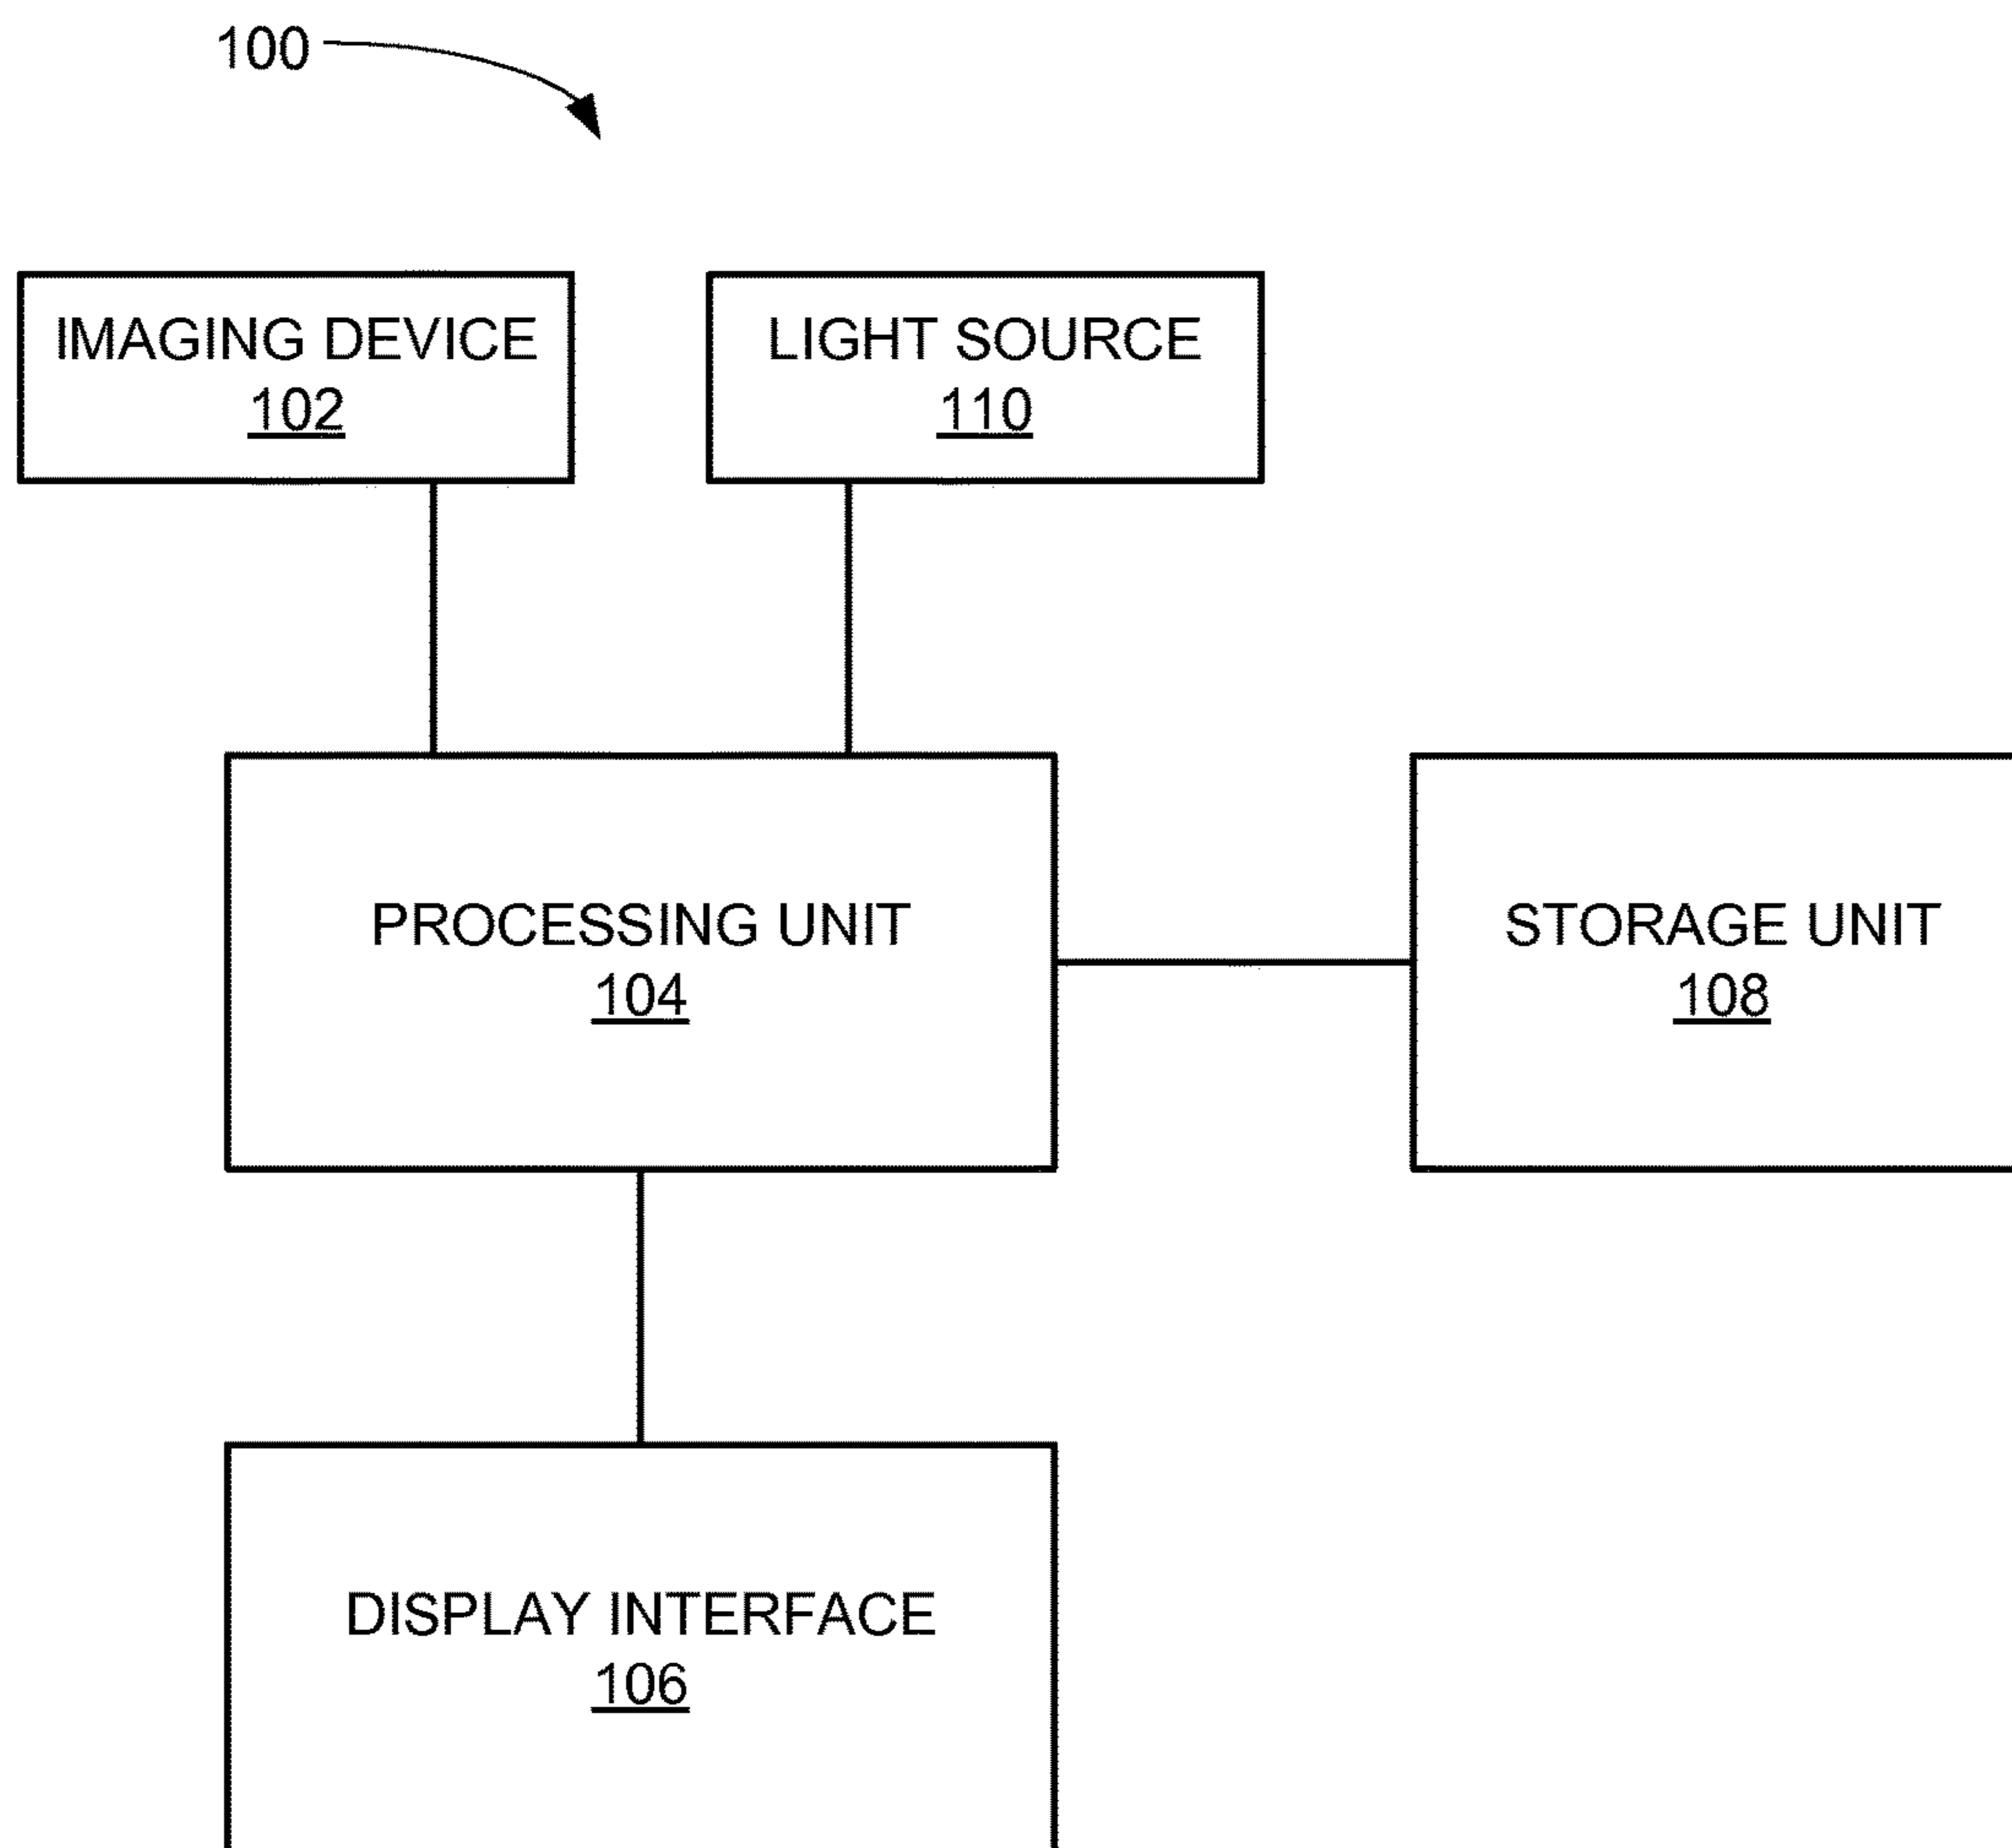 100
IMAGING DEVICE
102
LIGHT SOURCE
110
PROCESSING UNIT
104
STORAGE UNIT
108
DISPLAY INTERFACE
106